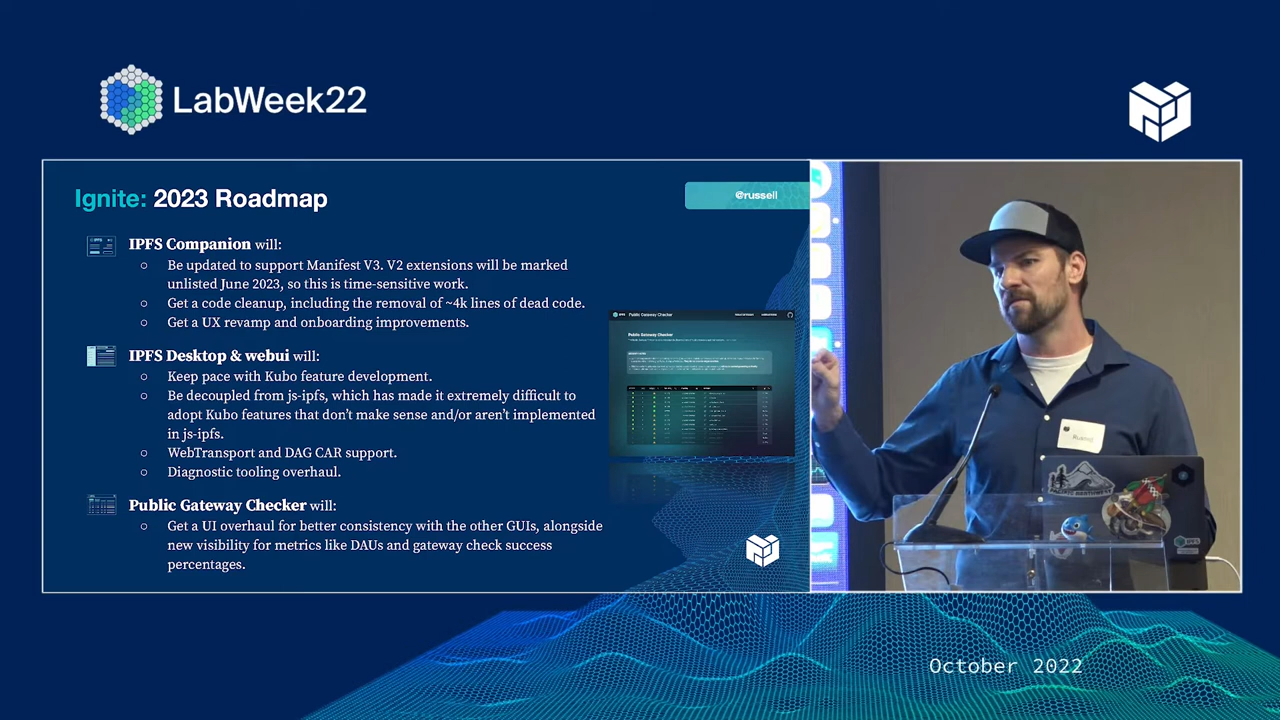 LabWeek22
Ignite: 2023 Roadmap
@russell
IPFS Companion will:
Be updated to support Manifest V3. V2 extensions will be marked
unlisted June 2023, so this is time-sensitive work.
Get a code cleanup, including the removal of ~4k lines of dead code.
Get a UX revamp and onboarding improvements.
IPFS Desktop & webui will:
Keep pace with Kubo feature development.
Be decoupled from js-ipfs, which has made it extremely difficult to
adopt Kubo features that don't make sense and/or aren't implemented
in js-ipfs.
WebTransport and DAG CAR support.
Diagnostic tooling overhaul.
Public Gateway Checker will:
Get a UI overhaul for better consistency with the other GUIs, alongside
new visibility for metrics like DAUs and gateway check success
percentages.
IPFS
Public Gateway Checker
Public Gateway Checker
IPFS
October 2022